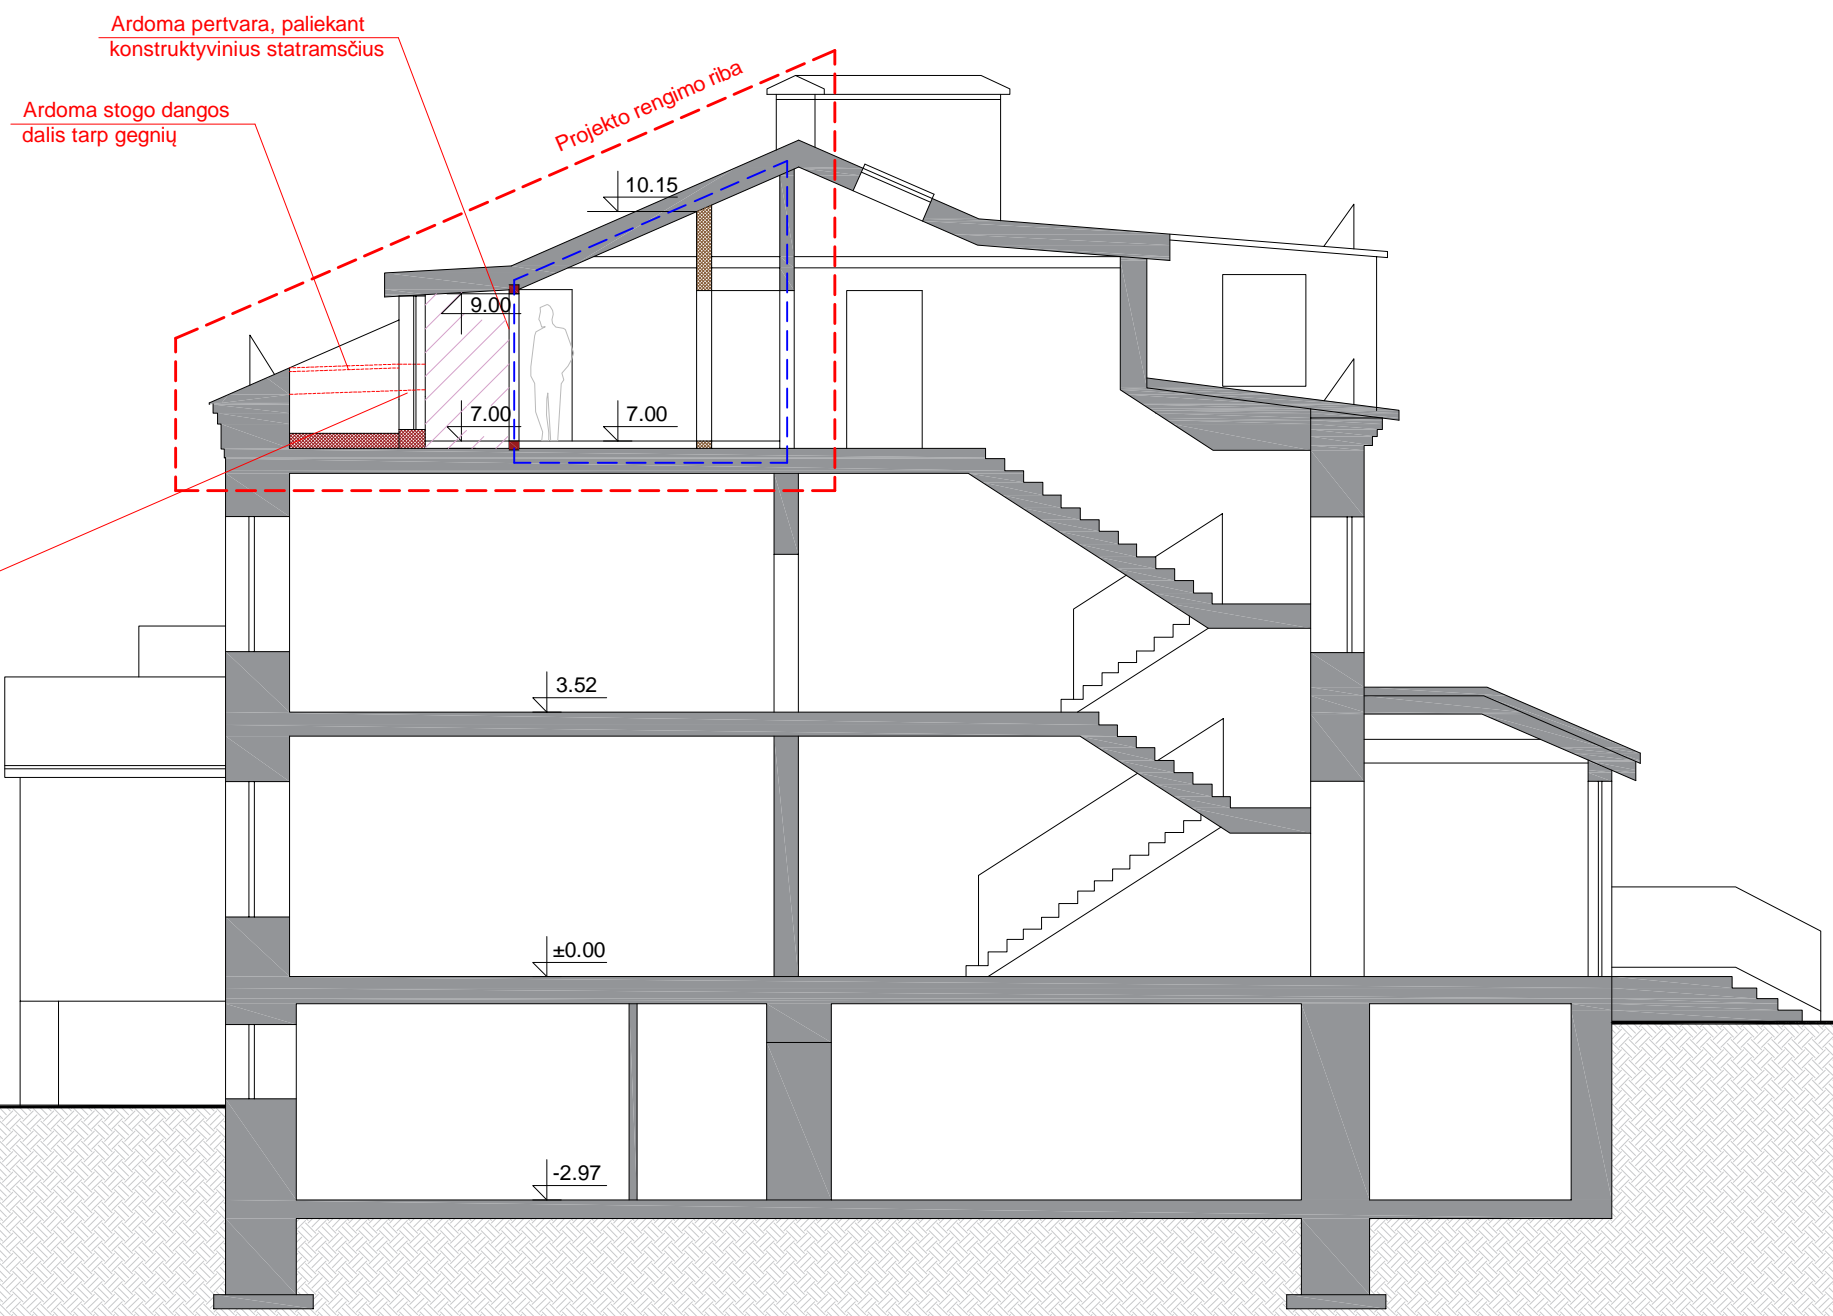 Ardoma pertvara, paliekant
konstruktyvinius statramsčius
Ardoma stogo dangos
dalis tarp gegnių
Projekto rengimo riba
10.15
9.00
7.00
7.00
3.52
±0.00
-2.97